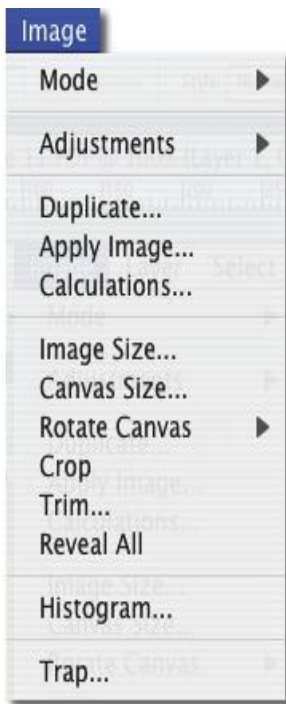 Image
Mode
Adjustments
Duplicate...
Apply Image...
Calculations...
Image Size...
Canvas Size...
Rotate Canvas
Crop
Trim...
Reveal All
Histogram...
Trap...